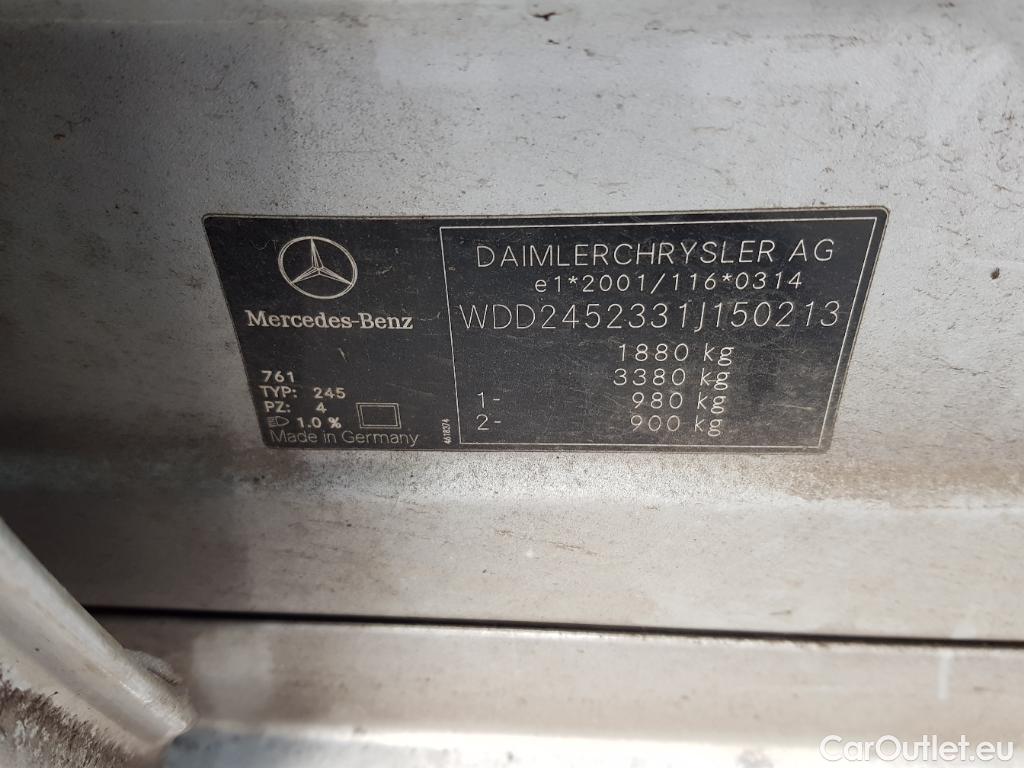 Mercedes-Benz
761
TYP: 245
PZ: 4
1.0 %
Made in Germany
4618374
DAIMLERCHRYSLER AG
e1*2001/116*0314
WDD2452331J150213
1880 kg
3380 kg
1- 980 kg
2- 900 kg
CarOutlet.eu